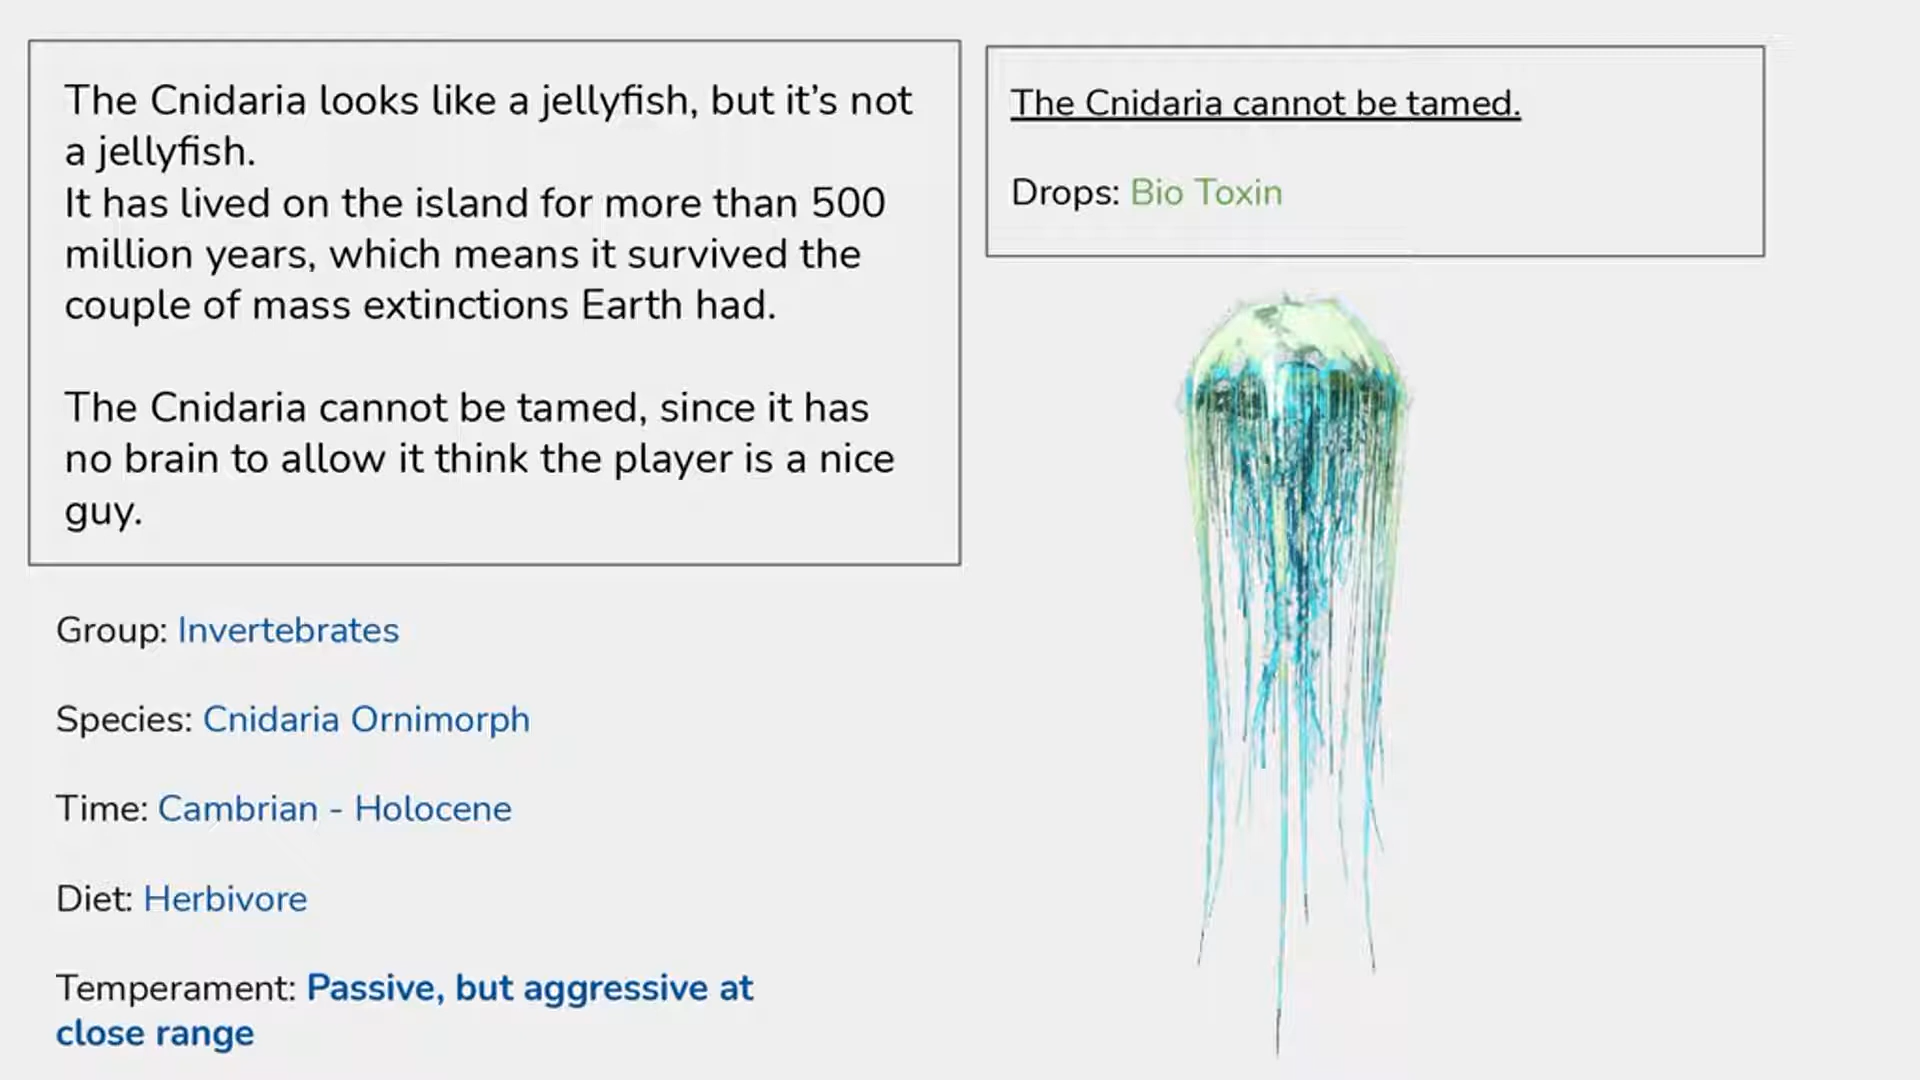 The Cnidaria looks like a jellyfish, but it’s not
a jellyfish.
It has lived on the island for more than 500
million years, which means it survived the
couple of mass extinctions Earth had.
The Cnidaria cannot be tamed, since it has
no brain to allow it think the player is a nice
guy.
Group: Invertebrates
Species: Cnidaria Ornimorph
Time: Cambrian - Holocene
Diet: Herbivore
Temperament: Passive, but aggressive at
close range
The Cnidaria cannot be tamed.
Drops: Bio Toxin